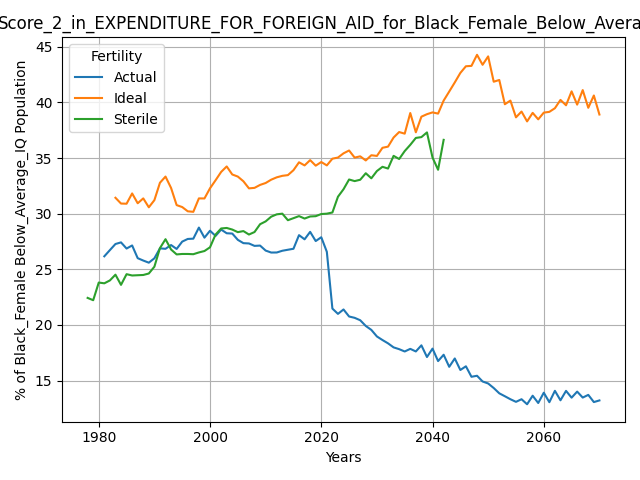 Score_2_in_EXPENDITURE_FOR_FOREIGN_AID_for_Black_Female_Below_Avera
Fertility
Actual
Ideal
Sterile
% of Black_Female Below_Average_IQ Population
45
40
35
30
25
20
15
1980
2000
2020
2040
2060
Years